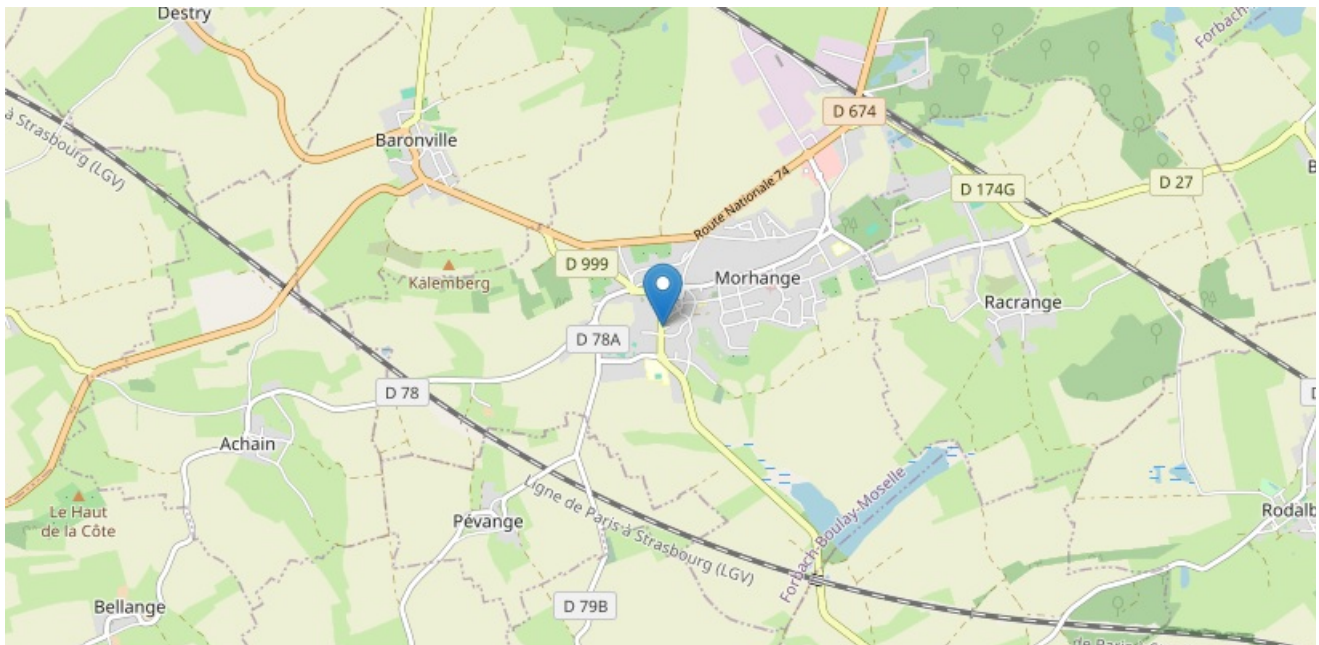 Destry
Forbach-
à Strasbourg (LGV)
Baronville
D 674
Route Nationale 74
D 174G
D 27
B
D 999
Kalemberg
Morhange
Racrange
D 78A
D 78
D
Achain
Le Haut
de la Côte
Pévange
Ligne de Paris à Strasbourg (LGV)
Forbach-Boulay-Moselle
Rodalb
Bellange
D 79B